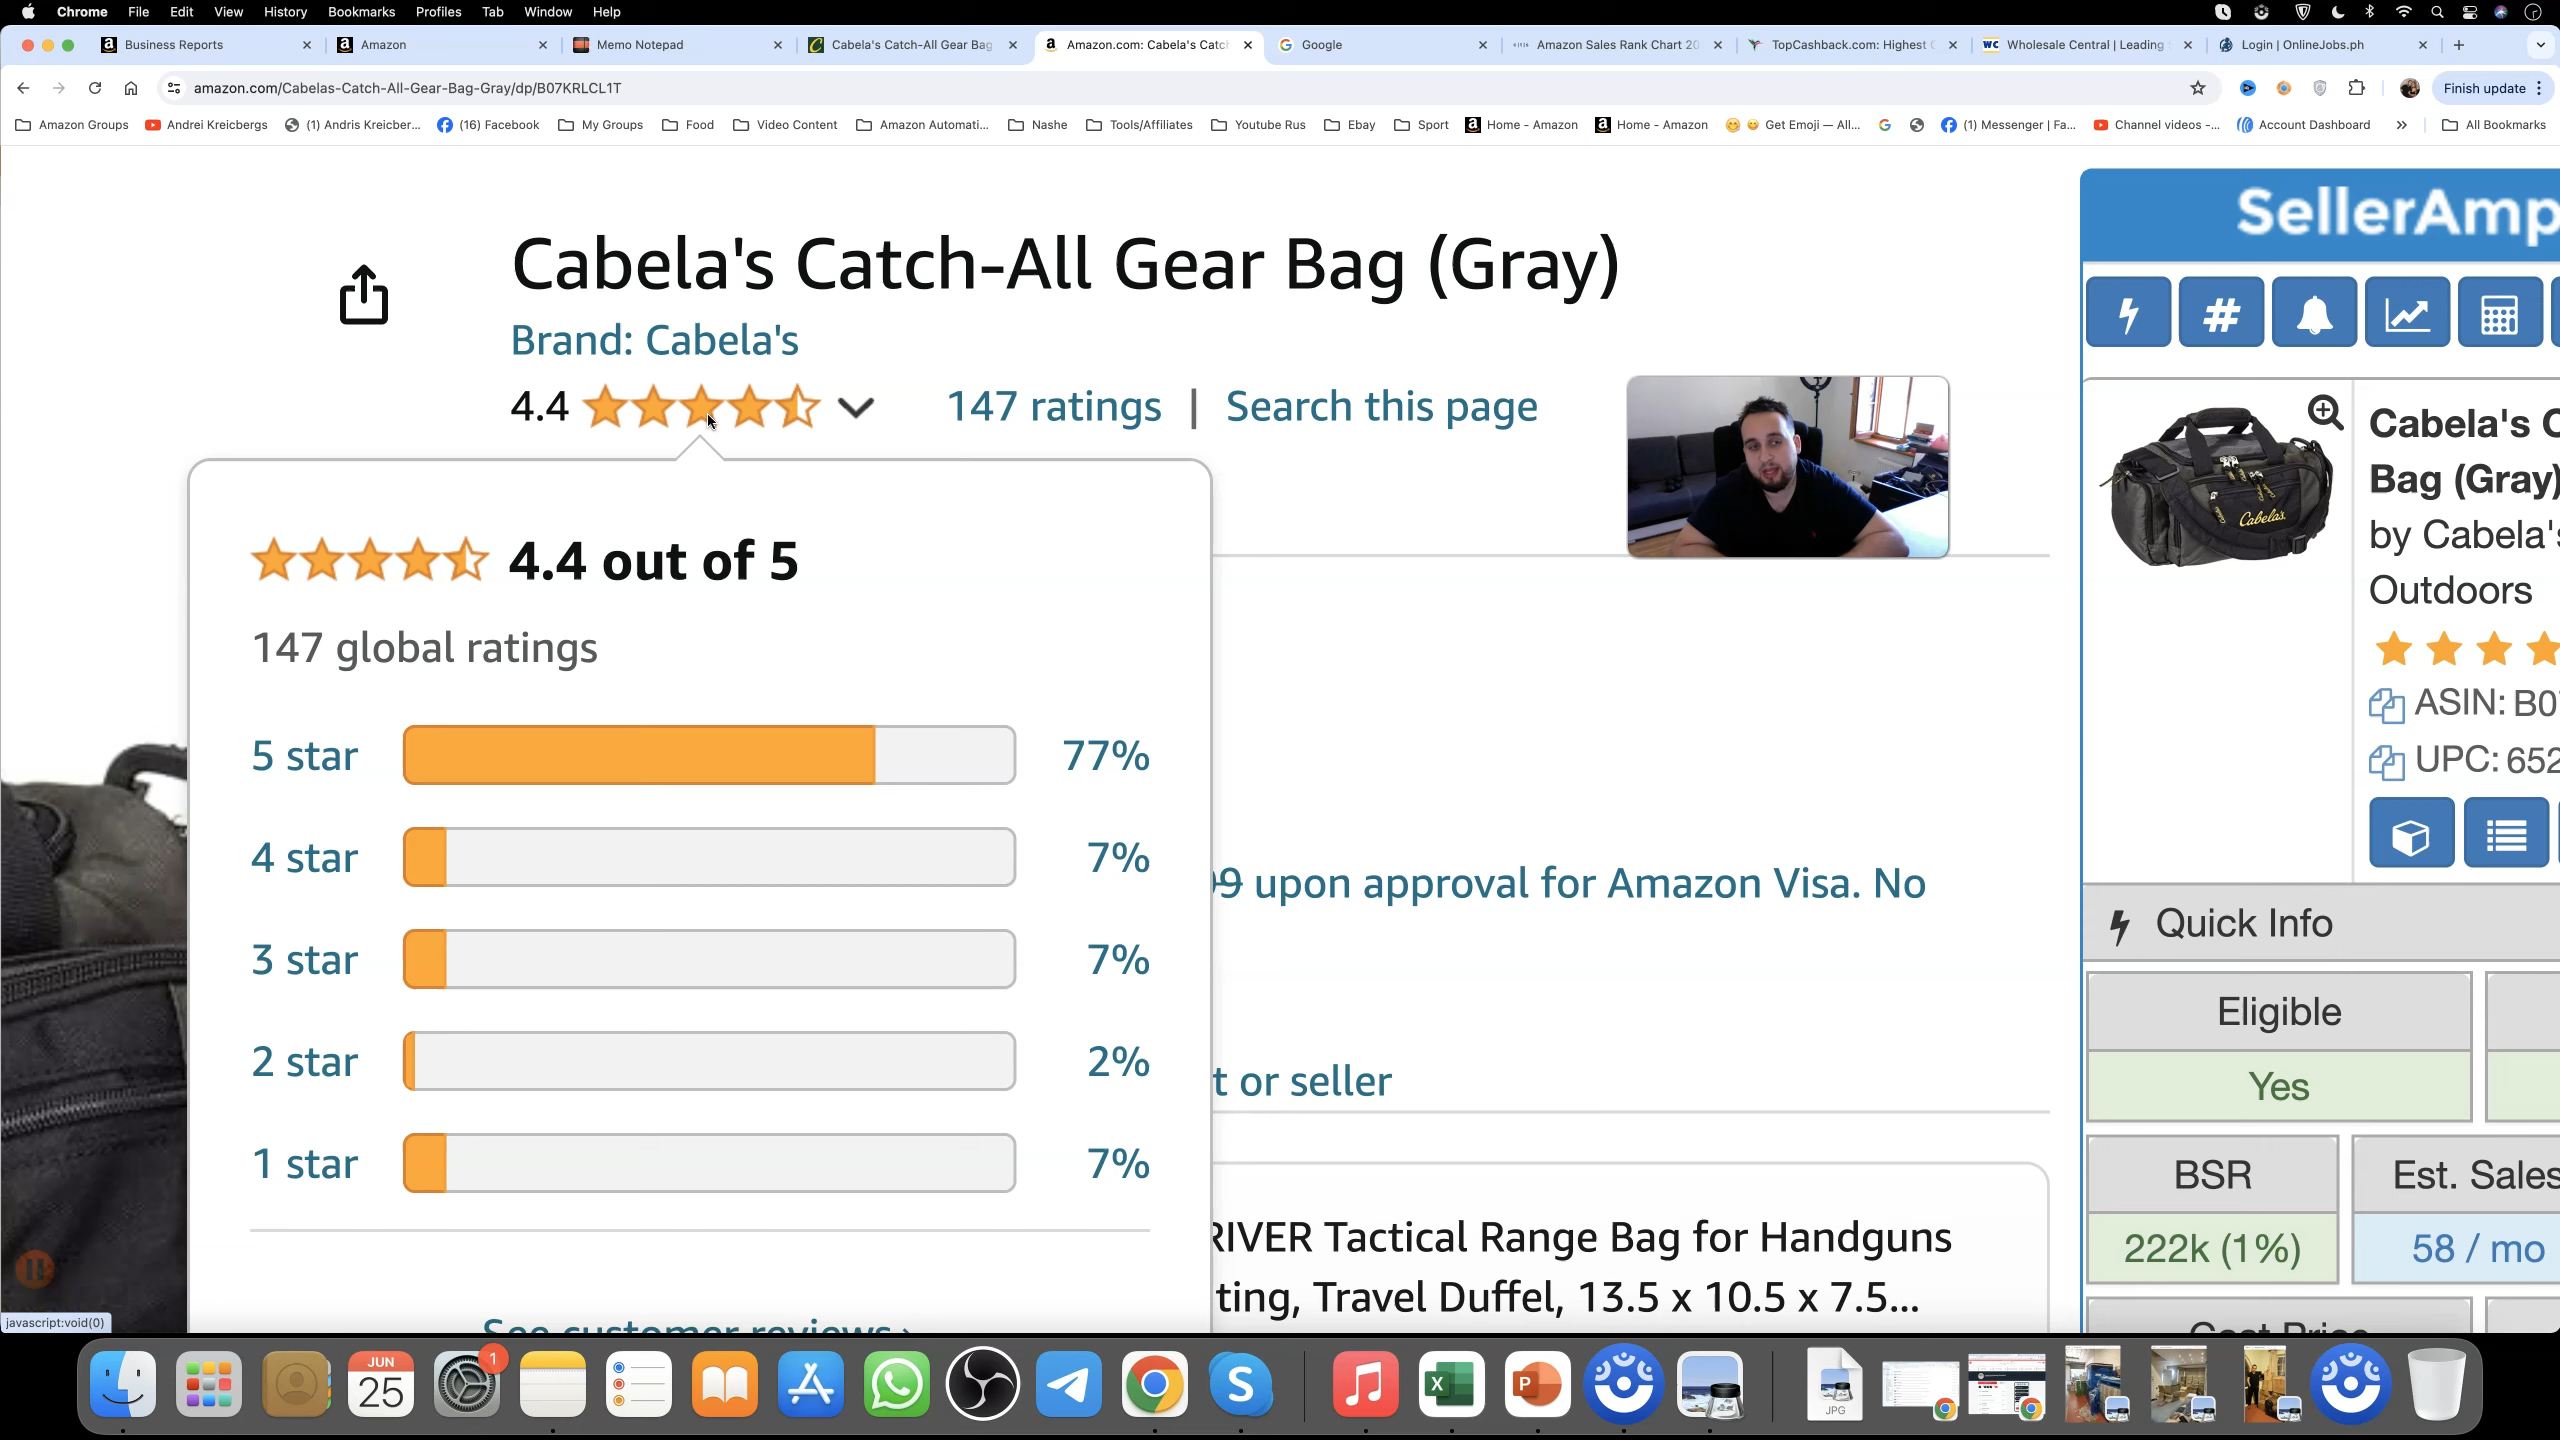 Chrome File Edit View History Bookmarks Profiles Tab Window Help
Business Reports Amazon Memo Notepad Cabela's Catch-All Gear Bag Amazon.com: Cabela's Catc Google Amazon Sales Rank Chart 20 TopCashback.com: Highest C Wholesale Central | Leading Login | OnlineJobs.ph
amazon.com/Cabelas-Catch-All-Gear-Bag-Gray/dp/B07KRLCL1T Finish update
Amazon Groups Andrei Kreicbergs (1) Andris Kreicber... (16) Facebook My Groups Food Video Content Amazon Automati... Nashe Tools/Affiliates Youtube Rus Ebay Sport Home - Amazon Home - Amazon Get Emoji — All... (1) Messenger | Fa... Channel videos -... Account Dashboard » All Bookmarks
SellerAmp
Cabela's Catch-All Gear Bag (Gray)
Brand: Cabela's
4.4 147 ratings | Search this page
4.4 out of 5
147 global ratings
5 star 77%
4 star 7%
3 star 7%
2 star 2%
1 star 7%
See customer reviews ›
99 upon approval for Amazon Visa. No
t or seller
RIVER Tactical Range Bag for Handguns
ting, Travel Duffel, 13.5 x 10.5 x 7.5...
Cabela's
Cabela's C
Bag (Gray)
by Cabela's
Outdoors
ASIN: B0
UPC: 652
Quick Info
Eligible
Yes
BSR Est. Sales
222k (1%) 58 / mo
Cost Price
javascript:void(0)
JUN
25
1
JPG